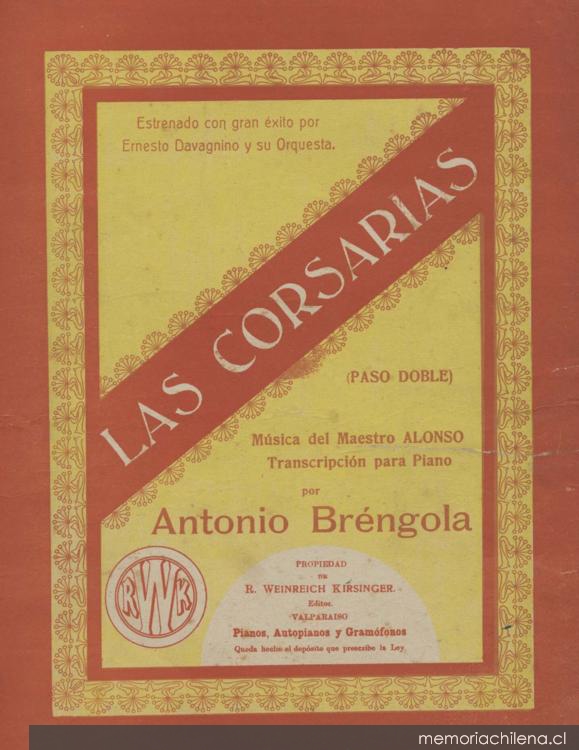 Estrenado con gran éxito por
Ernesto Davagnino y su Orquesta.
LAS CORSARIAS
(PASO DOBLE)
Música del Maestro ALONSO
Transcripción para Piano
por
Antonio Bréngola
RWK
PROPIEDAD
DE
R. WEINREICH KIRSINGER.
Editor.
VALPARAISO
Pianos, Autopianos y Gramófonos
Queda hecho el depósito que prescribe la Ley
memoriachilena.cl